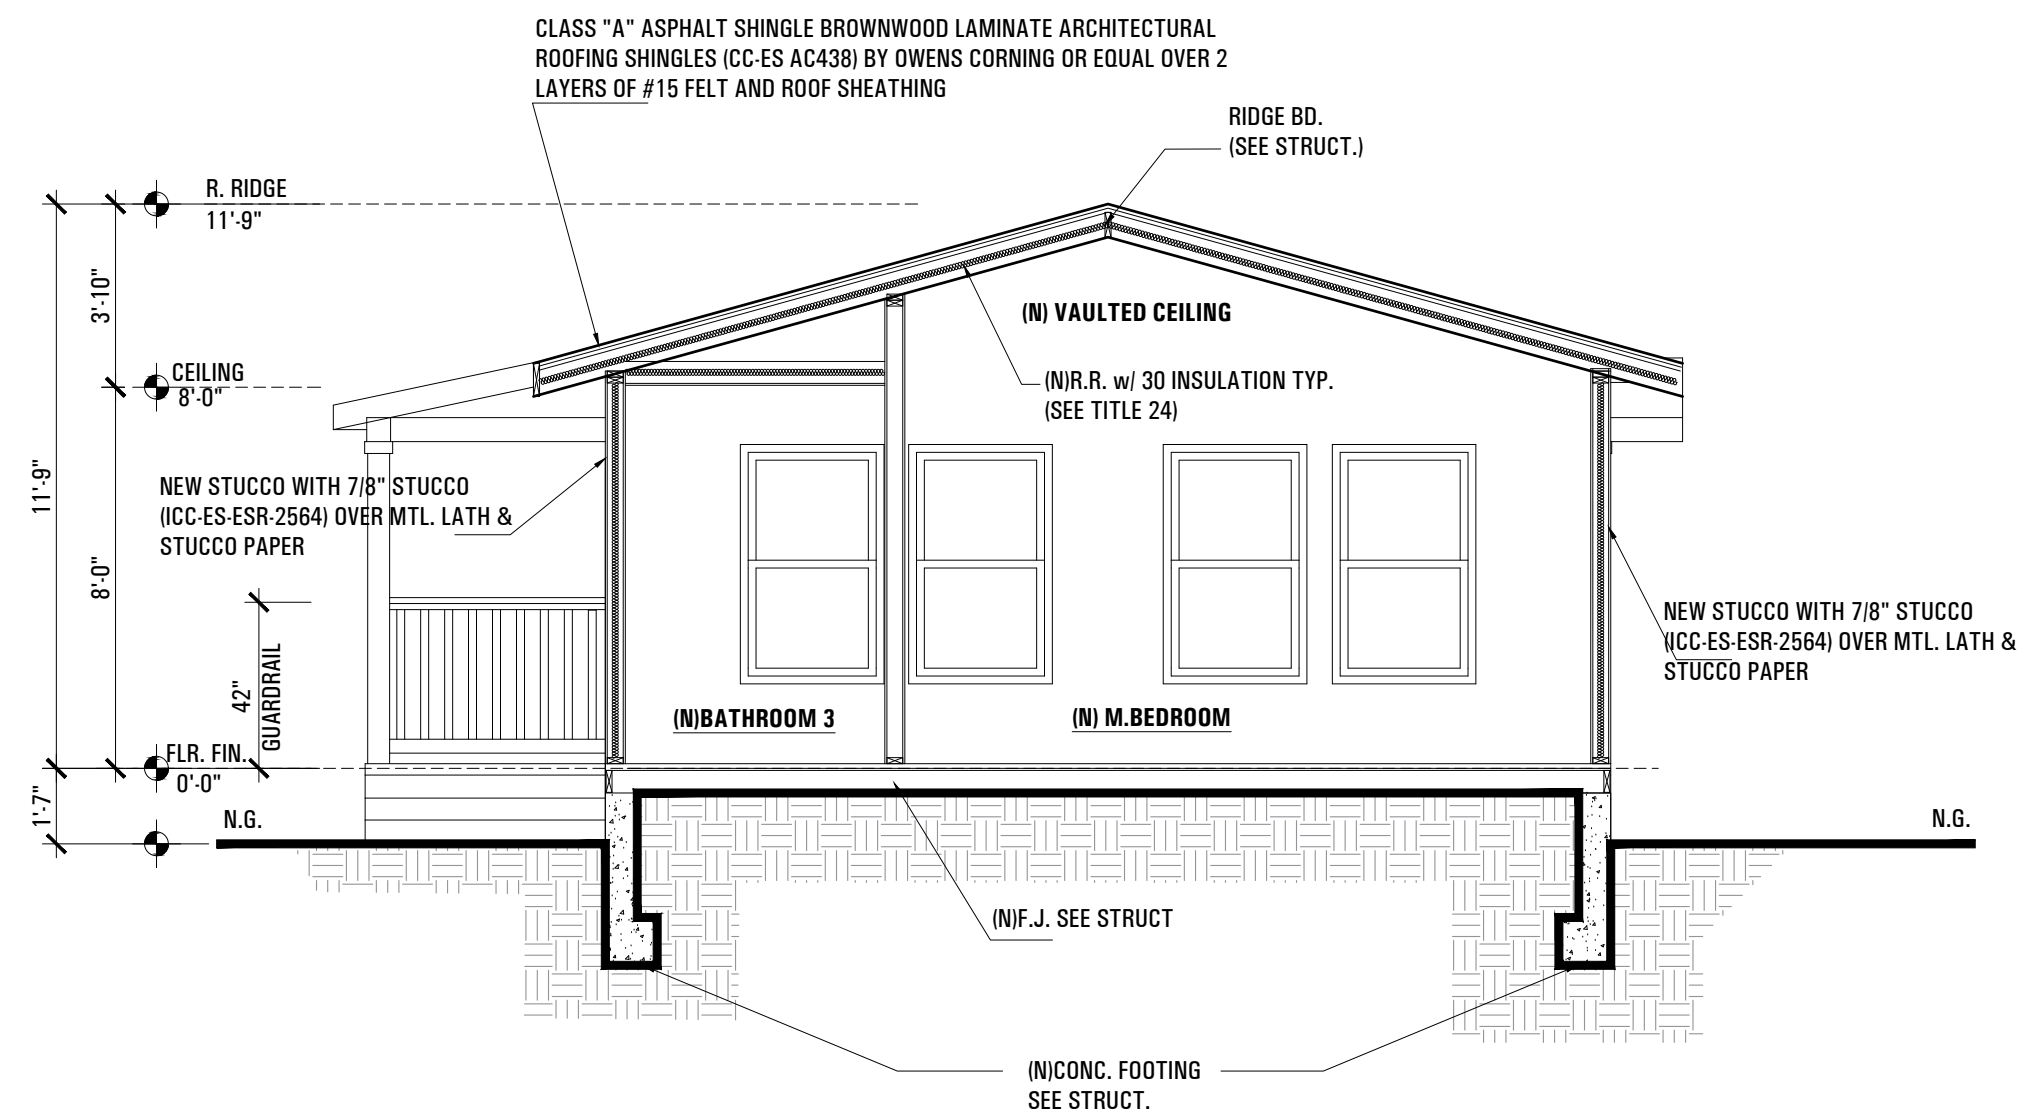 CLASS "A" ASPHALT SHINGLE BROWNWOOD LAMINATE ARCHITECTURAL
ROOFING SHINGLES (CC-ES AC438) BY OWENS CORNING OR EQUAL OVER 2
LAYERS OF #15 FELT AND ROOF SHEATHING
RIDGE BD.
(SEE STRUCT.)
R. RIDGE
11'-9"
3'-10"
(N) VAULTED CEILING
CEILING
8'-0"
(N)R.R. w/ 30 INSULATION TYP.
(SEE TITLE 24)
11'-9"
NEW STUCCO WITH 7/8" STUCCO
(ICC-ES-ESR-2564) OVER MTL. LATH &
STUCCO PAPER
8'-0"
NEW STUCCO WITH 7/8" STUCCO
(ICC-ES-ESR-2564) OVER MTL. LATH &
STUCCO PAPER
42"
GUARDRAIL
(N)BATHROOM 3
(N) M.BEDROOM
FLR. FIN.
0'-0"
1'-7"
N.G.
N.G.
(N)F.J. SEE STRUCT
(N)CONC. FOOTING
SEE STRUCT.